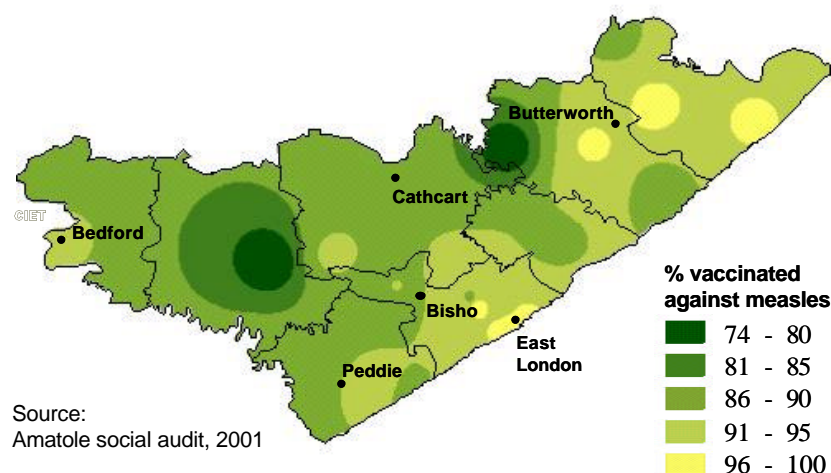 Butterworth
Cathcart
CIET
Bedford
Bisho
East
London
Peddie
% vaccinated
against measles
74 - 80
81 - 85
86 - 90
91 - 95
96 - 100
Source:
Amatole social audit, 2001